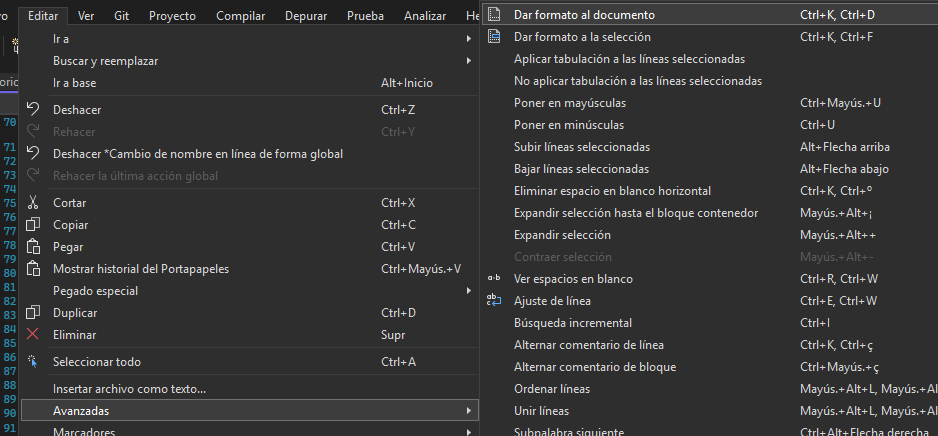 Editar Ver Git Proyecto Compilar Depurar Prueba Analizar
Ir a
Buscar y reemplazar
Ir a base Alt+Inicio
Deshacer Ctrl+Z
Rehacer Ctrl+Y
Deshacer *Cambio de nombre en línea de forma global
Rehacer la última acción global
Cortar Ctrl+X
Copiar Ctrl+C
Pegar Ctrl+V
Mostrar historial del Portapapeles Ctrl+Mayús.+V
Pegado especial
Duplicar Ctrl+D
Eliminar Supr
Seleccionar todo Ctrl+A
Insertar archivo como texto...
Avanzadas
Marcadores
Dar formato al documento Ctrl+K, Ctrl+D
Dar formato a la selección Ctrl+K, Ctrl+F
Aplicar tabulación a las líneas seleccionadas
No aplicar tabulación a las líneas seleccionadas
Poner en mayúsculas Ctrl+Mayús.+U
Poner en minúsculas Ctrl+U
Subir líneas seleccionadas Alt+Flecha arriba
Bajar líneas seleccionadas Alt+Flecha abajo
Eliminar espacio en blanco horizontal Ctrl+K, Ctrl+º
Expandir selección hasta el bloque contenedor Mayús.+Alt+¡
Expandir selección Mayús.+Alt++
Contraer selección Mayús.+Alt+-
Ver espacios en blanco Ctrl+R, Ctrl+W
Ajuste de línea Ctrl+E, Ctrl+W
Búsqueda incremental Ctrl+I
Alternar comentario de línea Ctrl+K, Ctrl+ç
Alternar comentario de bloque Ctrl+Mayús.+ç
Ordenar líneas Mayús.+Alt+L, Mayús.+Al
Unir líneas Mayús.+Alt+L, Mayús.+Al
Subpalabra siguiente Ctrl+Alt+Flecha derecha
70
71
72
73
74
75
76
77
78
79
80
81
82
83
84
85
86
87
88
89
90
91